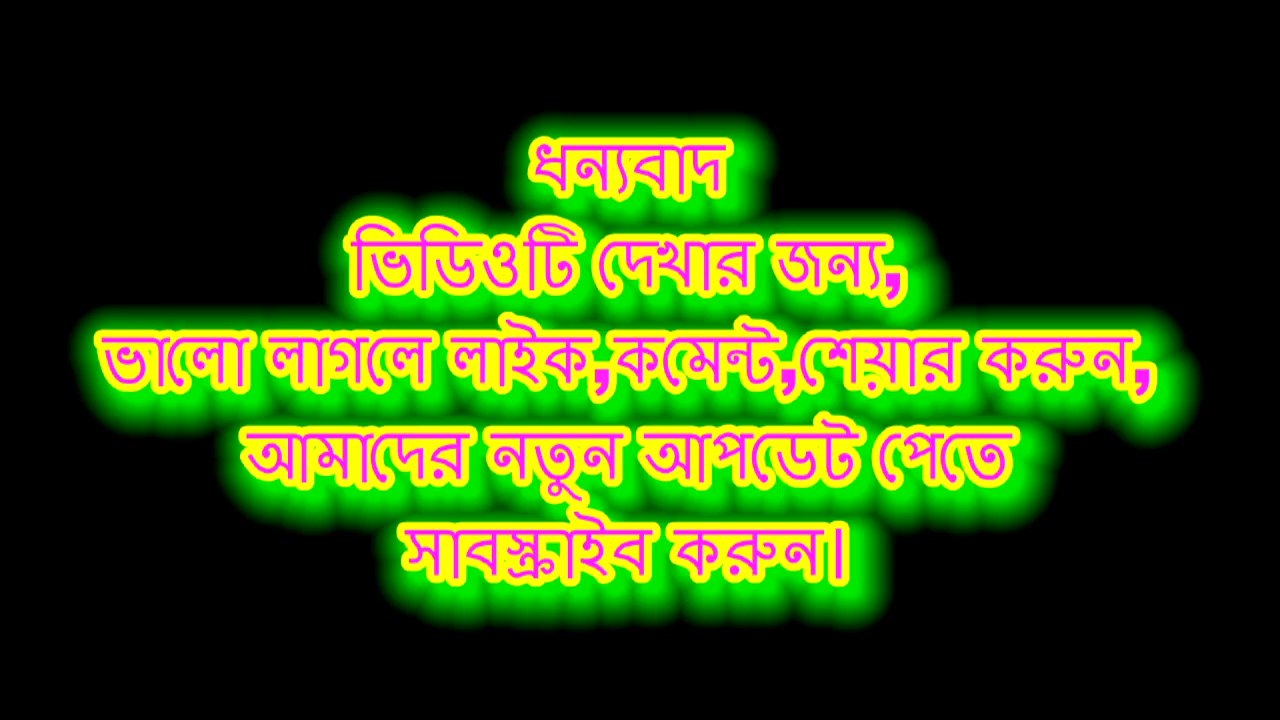 ধন্যবাদ
ভিডিওটি দেখার জন্য,
ভালো লাগলে লাইক,কমেন্ট,শেয়ার করুন,
আমাদের নতুন আপডেট পেতে
সাবস্ক্রাইব করুন।